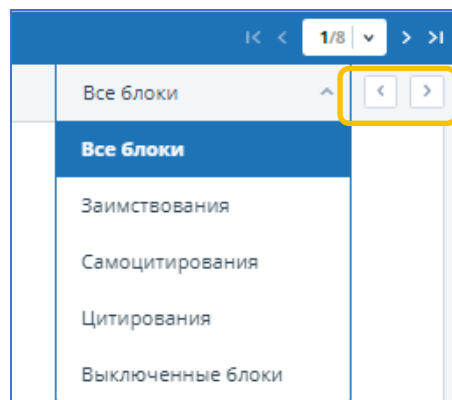 1/8
Все блоки
Все блоки
Заимствования
Самоцитирования
Цитирования
Выключенные блоки